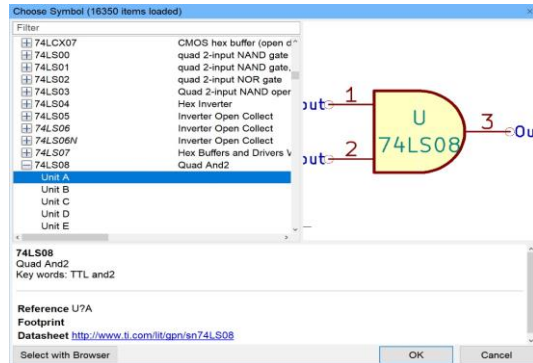 Choose Symbol (16350 items loaded)
Filter
74LCX07 CMOS hex buffer (open d
74LS00 quad 2-input NAND gate
74LS01 quad 2-input NAND gate,
74LS02 quad 2-input NOR gate
74LS03 Quad 2-input NAND oper
74LS04 Hex Inverter
74LS05 Inverter Open Collect
74LS06 Inverter Open Collect
74LS06N Inverter Open Collect
74LS07 Hex Buffers and Drivers V
74LS08 Quad And2
Unit A
Unit B
Unit C
Unit D
Unit E
out 1
U
74LS08
3 Ou
out 2
74LS08
Quad And2
Key words: TTL and2
Reference U?A
Footprint
Datasheet http://www.ti.com/lit/gpn/sn74LS08
Select with Browser OK Cancel